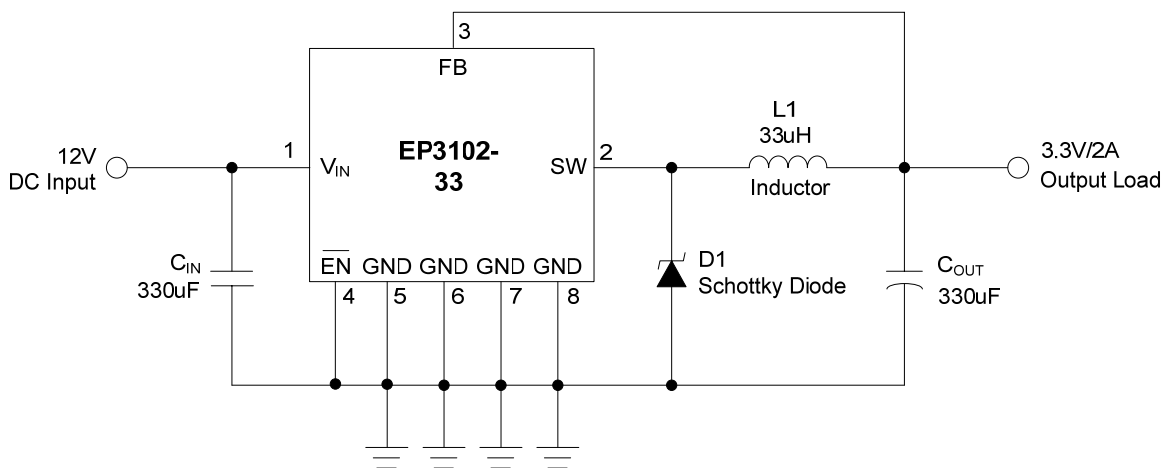 3
FB
L1
33uH
12V
DC Input
1
VIN
EP3102-
33
SW
2
Inductor
3.3V/2A
Output Load
CIN
330uF
EN GND GND GND GND
4 5 6 7 8
D1
Schottky Diode
COUT
330uF